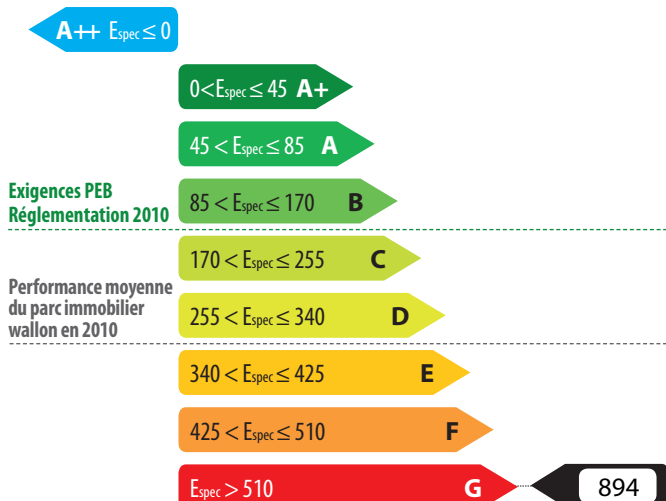 A++ Espec ≤ 0
0<Espec ≤ 45 A+
45 < Espec ≤ 85 A
Exigences PEB
Réglementation 2010
85 < Espec ≤ 170 B
170 < Espec ≤ 255 C
Performance moyenne
du parc immobilier
wallon en 2010
255 < Espec ≤ 340 D
340 < Espec ≤ 425 E
425 < Espec ≤ 510 F
Espec > 510 G
894